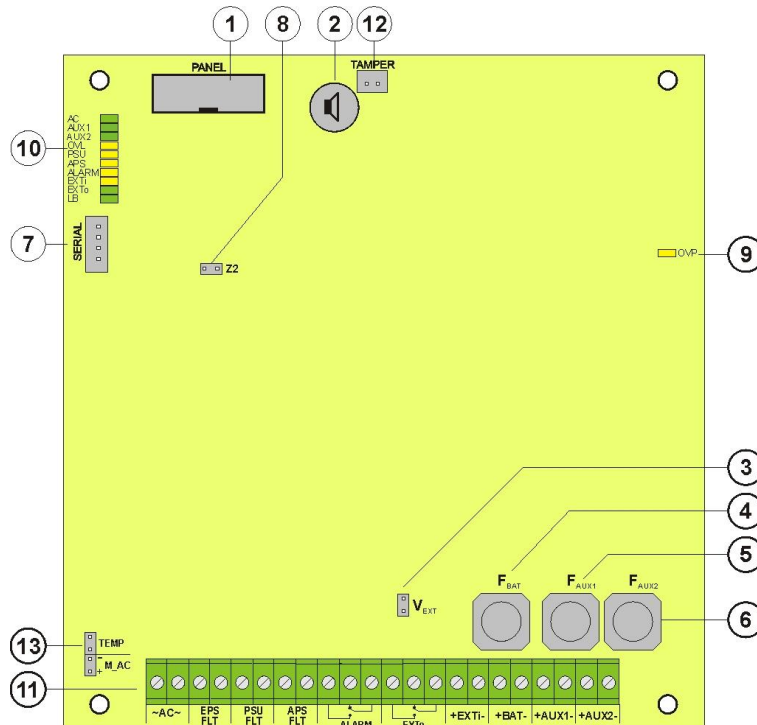 1 8 2 12
PANEL TAMPER
AC
AUX1
AUX2
OVL
PSU
APS
ALARM
EXTi
EXTo
LB
10
7 SERIAL
Z2
OVP 9
3
4
5
FBAT FAUX1 FAUX2
VEXT
6
13 TEMP
- M_AC
+
11
~AC~ EPS FLT PSU FLT APS FLT ALARM EXTo +EXTi- +BAT- +AUX1- +AUX2-